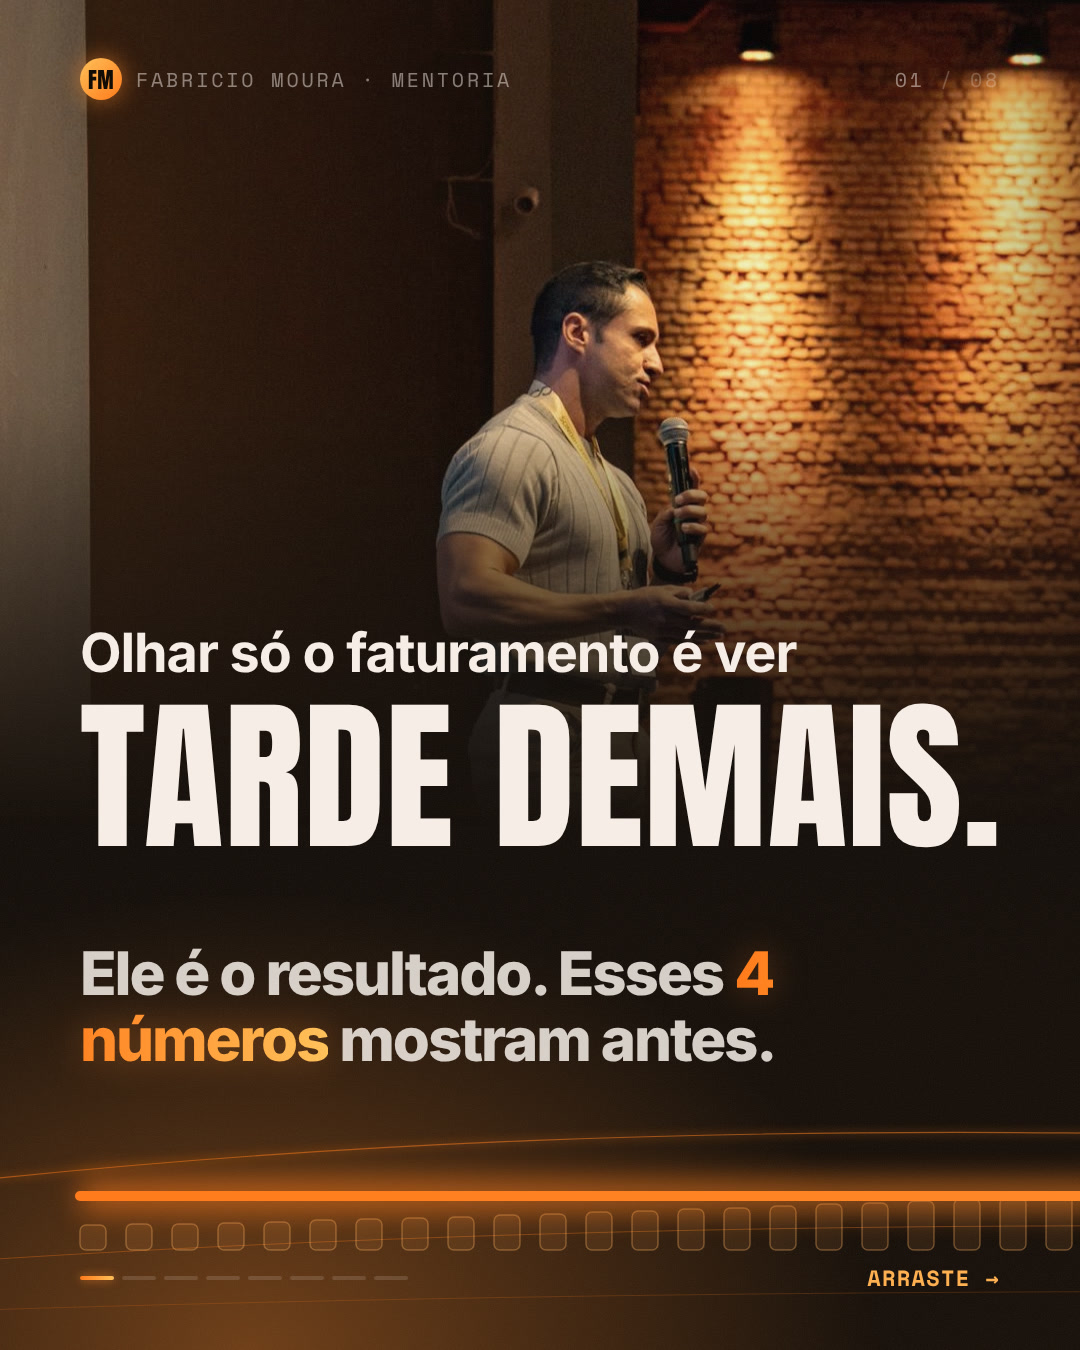 FM FABRICIO MOURA · MENTORIA
01 / 08
Olhar só o faturamento é ver
TARDE DEMAIS.
Ele é o resultado. Esses 4
números mostram antes.
ARRASTE →